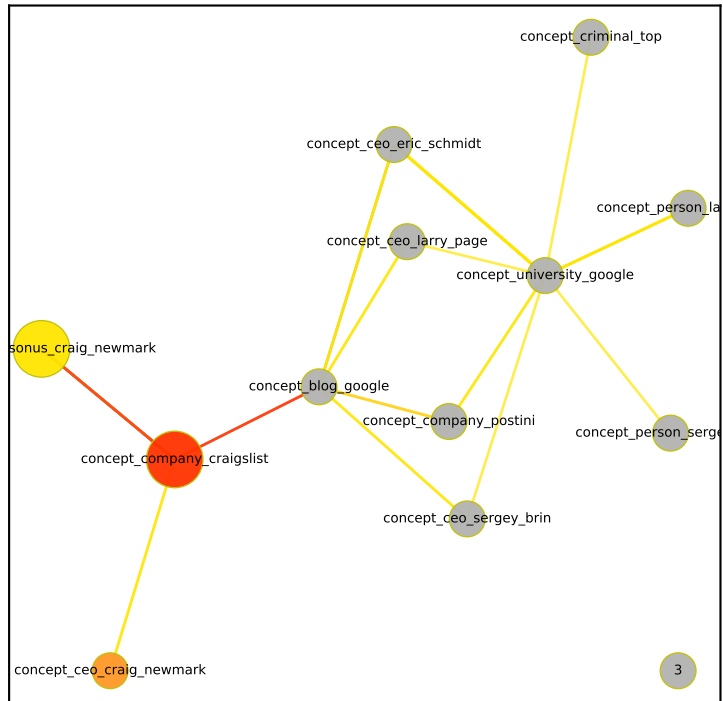 concept_criminal_top
concept_ceo_eric_schmidt
concept_person_la
concept_ceo_larry_page
concept_university_google
sonus_craig_newmark
concept_blog_google
concept_company_postini
concept_person_serge
concept_company_craigslist
concept_ceo_sergey_brin
concept_ceo_craig_newmark
3